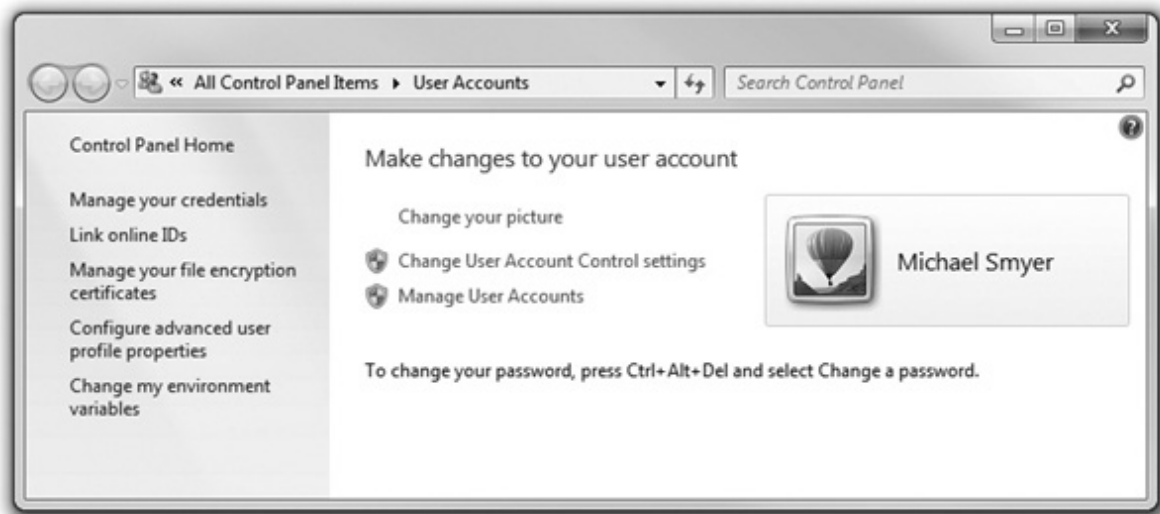 « All Control Panel Items ▸ User Accounts
Search Control Panel
Control Panel Home
Manage your credentials
Link online IDs
Manage your file encryption
certificates
Configure advanced user
profile properties
Change my environment
variables
Make changes to your user account
Change your picture
Change User Account Control settings
Manage User Accounts
Michael Smyer
To change your password, press Ctrl+Alt+Del and select Change a password.